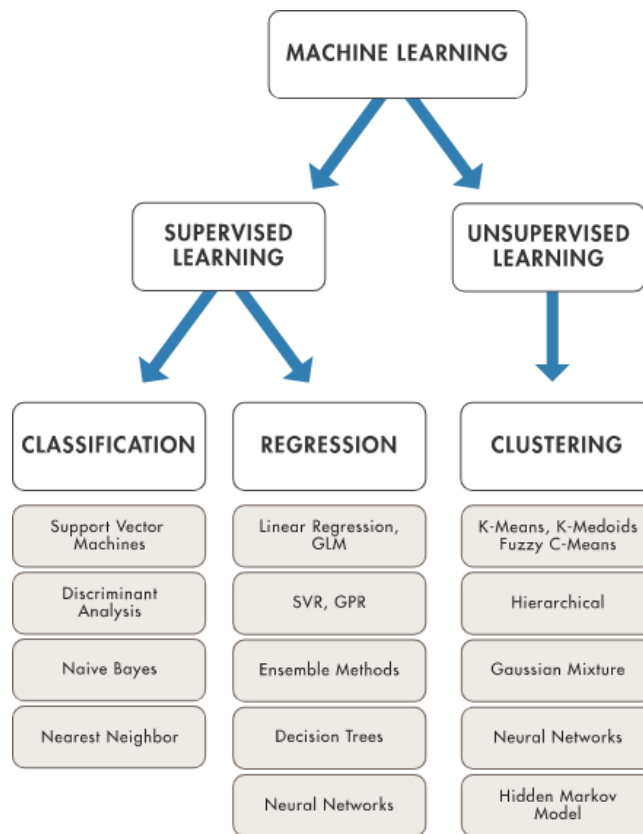 MACHINE LEARNING
SUPERVISED
LEARNING
UNSUPERVISED
LEARNING
CLASSIFICATION
Support Vector
Machines
Discriminant
Analysis
Naive Bayes
Nearest Neighbor
REGRESSION
Linear Regression,
GLM
SVR, GPR
Ensemble Methods
Decision Trees
Neural Networks
CLUSTERING
K-Means, K-Medoids
Fuzzy C-Means
Hierarchical
Gaussian Mixture
Neural Networks
Hidden Markov
Model